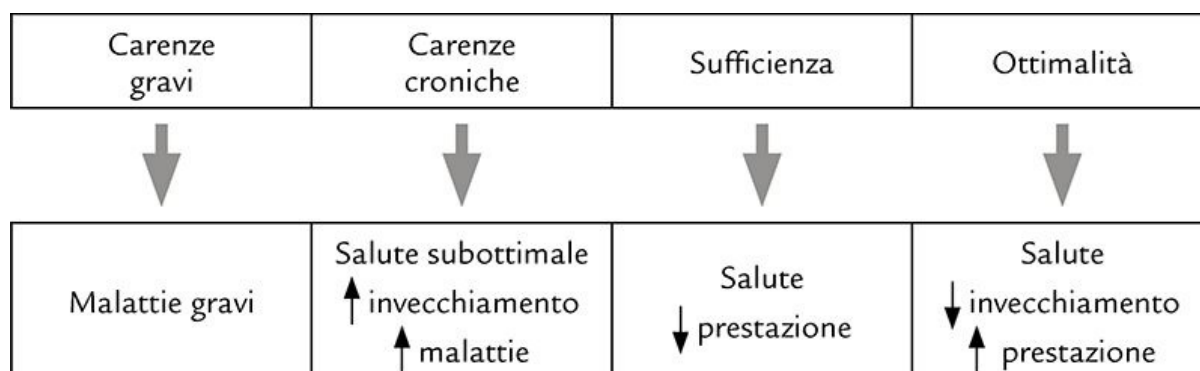 Carenze
gravi
Carenze
croniche
Sufficienza
Ottimalità
Malattie gravi
Salute subottimale
↑ invecchiamento
↑ malattie
Salute
↓ prestazione
Salute
↓ invecchiamento
↑ prestazione